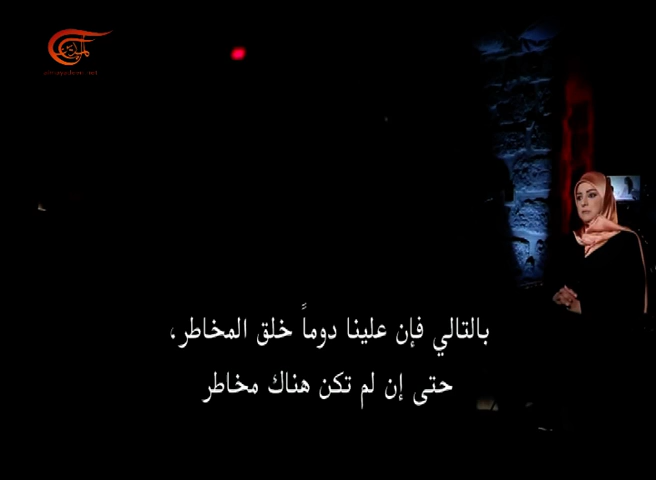 بالتالي فإن علينا دوماً خلق المخاطر،
حتى إن لم تكن هناك مخاطر